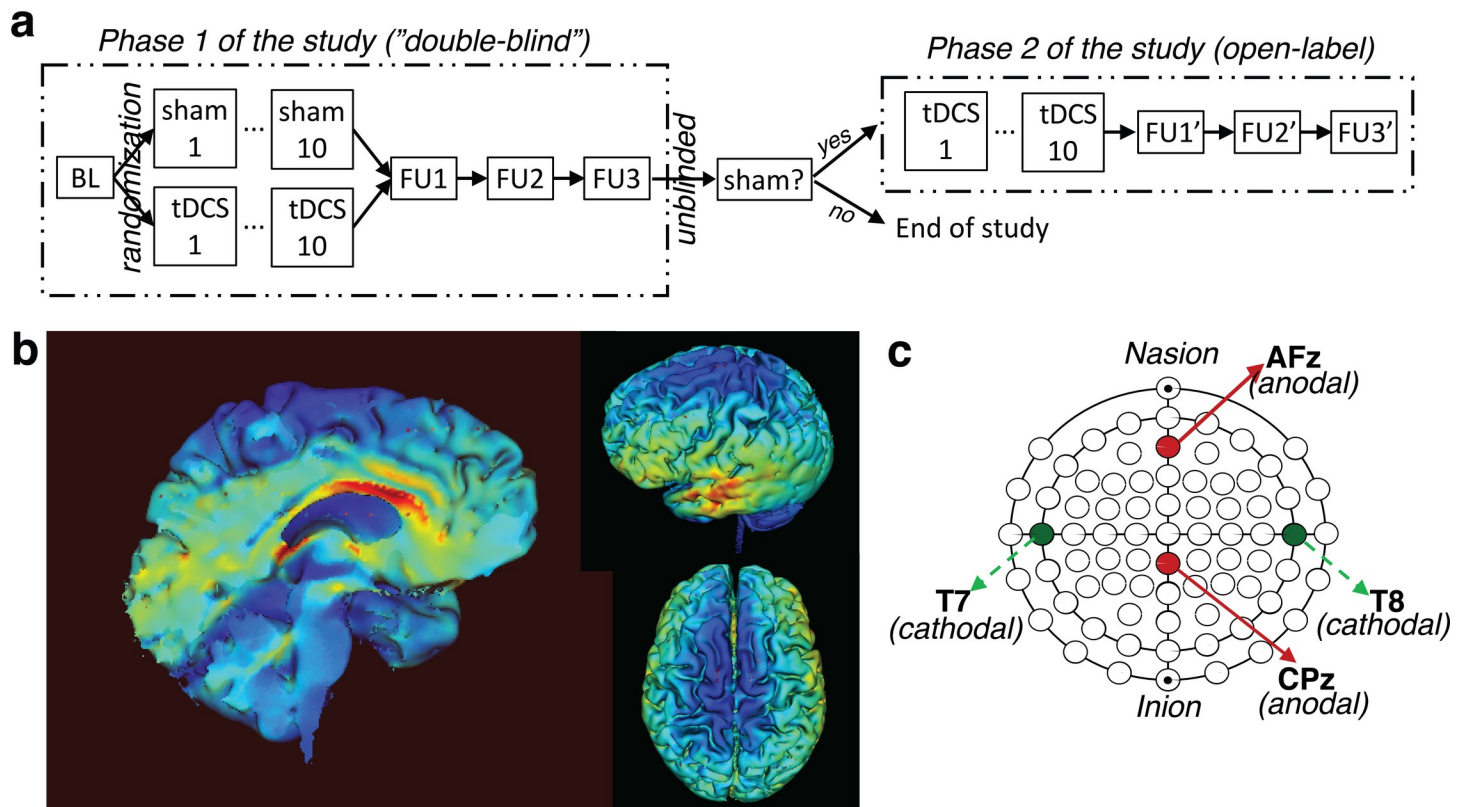 a
Phase 1 of the study ("double-blind")
Phase 2 of the study (open-label)
BL
randomization
sham
1
...
sham
10
tDCS
1
...
tDCS
10
FU1
FU2
FU3
unblinded
sham?
yes
no
tDCS
1
...
tDCS
10
FU1'
FU2'
FU3'
End of study
b
c
Nasion
AFz
(anodal)
T7
(cathodal)
T8
(cathodal)
CPz
(anodal)
Inion